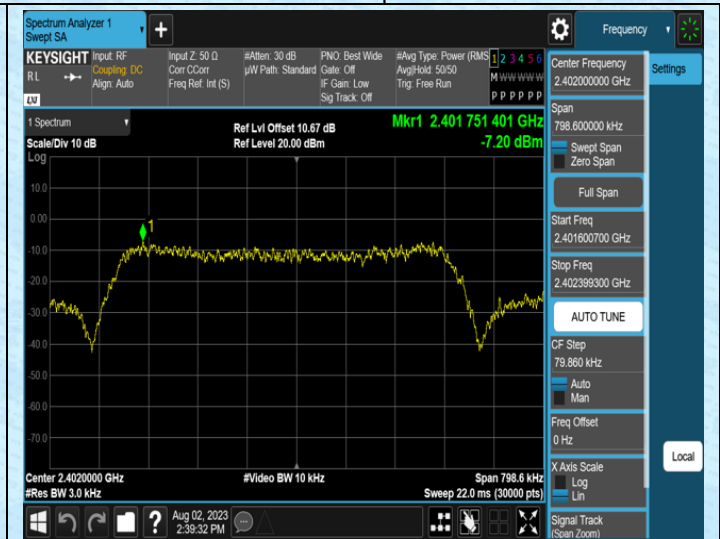 Spectrum Analyzer 1
Swept SA
Frequency
KEYSIGHT
RL
LXI
Input: RF
Coupling: DC
Align: Auto
Input Z: 50 Ω
Corr CCorr
Freq Ref: Int (S)
#Atten: 30 dB
µW Path: Standard
PNO: Best Wide
Gate: Off
IF Gain: Low
Sig Track: Off
#Avg Type: Power (RMS
Avg|Hold: 50/50
Trig: Free Run
1 2 3 4 5 6
M W W W W W
P P P P P P
1 Spectrum
Scale/Div 10 dB
Log
Ref Lvl Offset 10.67 dB
Ref Level 20.00 dBm
Mkr1 2.401 751 401 GHz
-7.20 dBm
10.0
0.00
-10.0
-20.0
-30.0
-40.0
-50.0
-60.0
-70.0
1
Center 2.4020000 GHz
#Res BW 3.0 kHz
#Video BW 10 kHz
Span 798.6 kHz
Sweep 22.0 ms (30000 pts)
Aug 02, 2023
2:39:32 PM
?
Center Frequency
2.402000000 GHz
Settings
Span
798.600000 kHz
Swept Span
Zero Span
Full Span
Start Freq
2.401600700 GHz
Stop Freq
2.402399300 GHz
AUTO TUNE
CF Step
79.860 kHz
Auto
Man
Freq Offset
0 Hz
Local
X Axis Scale
Log
Lin
Signal Track
(Span Zoom)